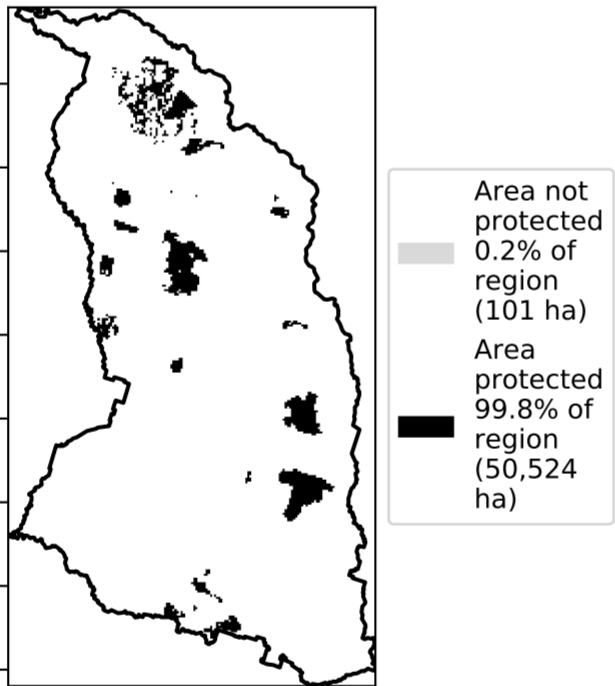 Area not
protected
0.2% of
region
(101 ha)
Area
protected
99.8% of
region
(50,524
ha)